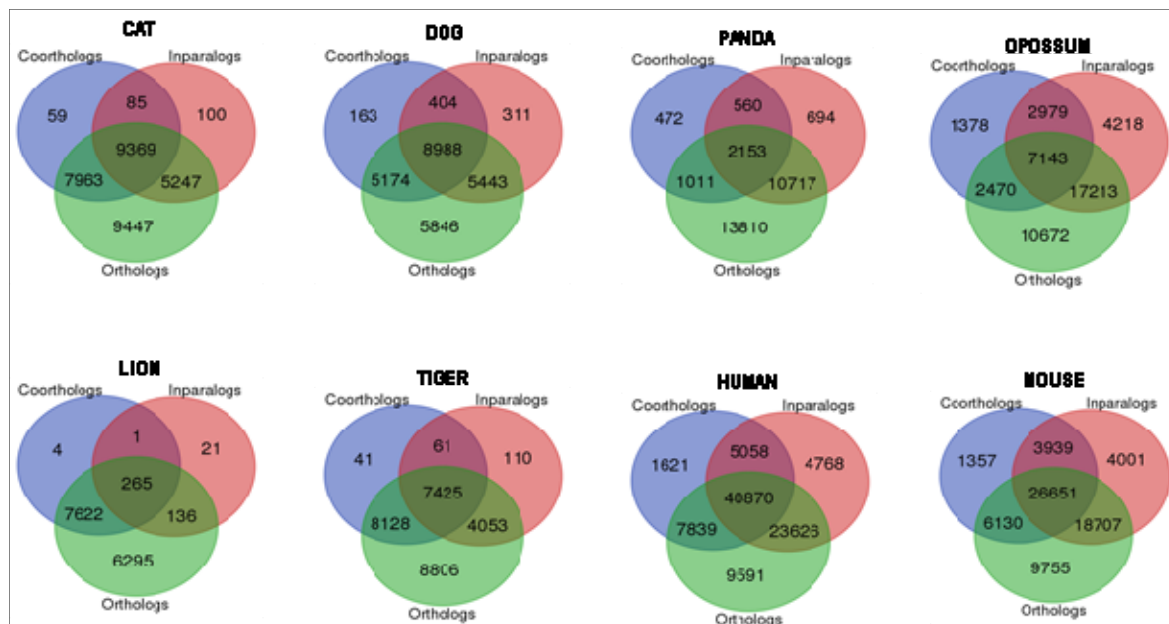 CAT
Coorthologs
Inparalogs
59
85
100
9369
7963
5247
9447
Orthologs
DOG
Coorthologs
Inparalogs
163
404
311
8988
5174
5443
5846
Orthologs
PANDA
Coorthologs
Inparalogs
472
560
694
2153
1011
10717
13810
Orthologs
OPOSSUM
Coorthologs
Inparalogs
1378
2979
4218
7143
2470
17213
10672
Orthologs
LION
Coorthologs
Inparalogs
4
1
21
265
7622
136
6295
Orthologs
TIGER
Coorthologs
Inparalogs
41
61
110
7425
8128
4053
8806
Orthologs
HUMAN
Coorthologs
Inparalogs
1621
5058
4768
40870
7839
23626
9591
Orthologs
MOUSE
Coorthologs
Inparalogs
1357
3939
4001
26651
6130
18707
9755
Orthologs